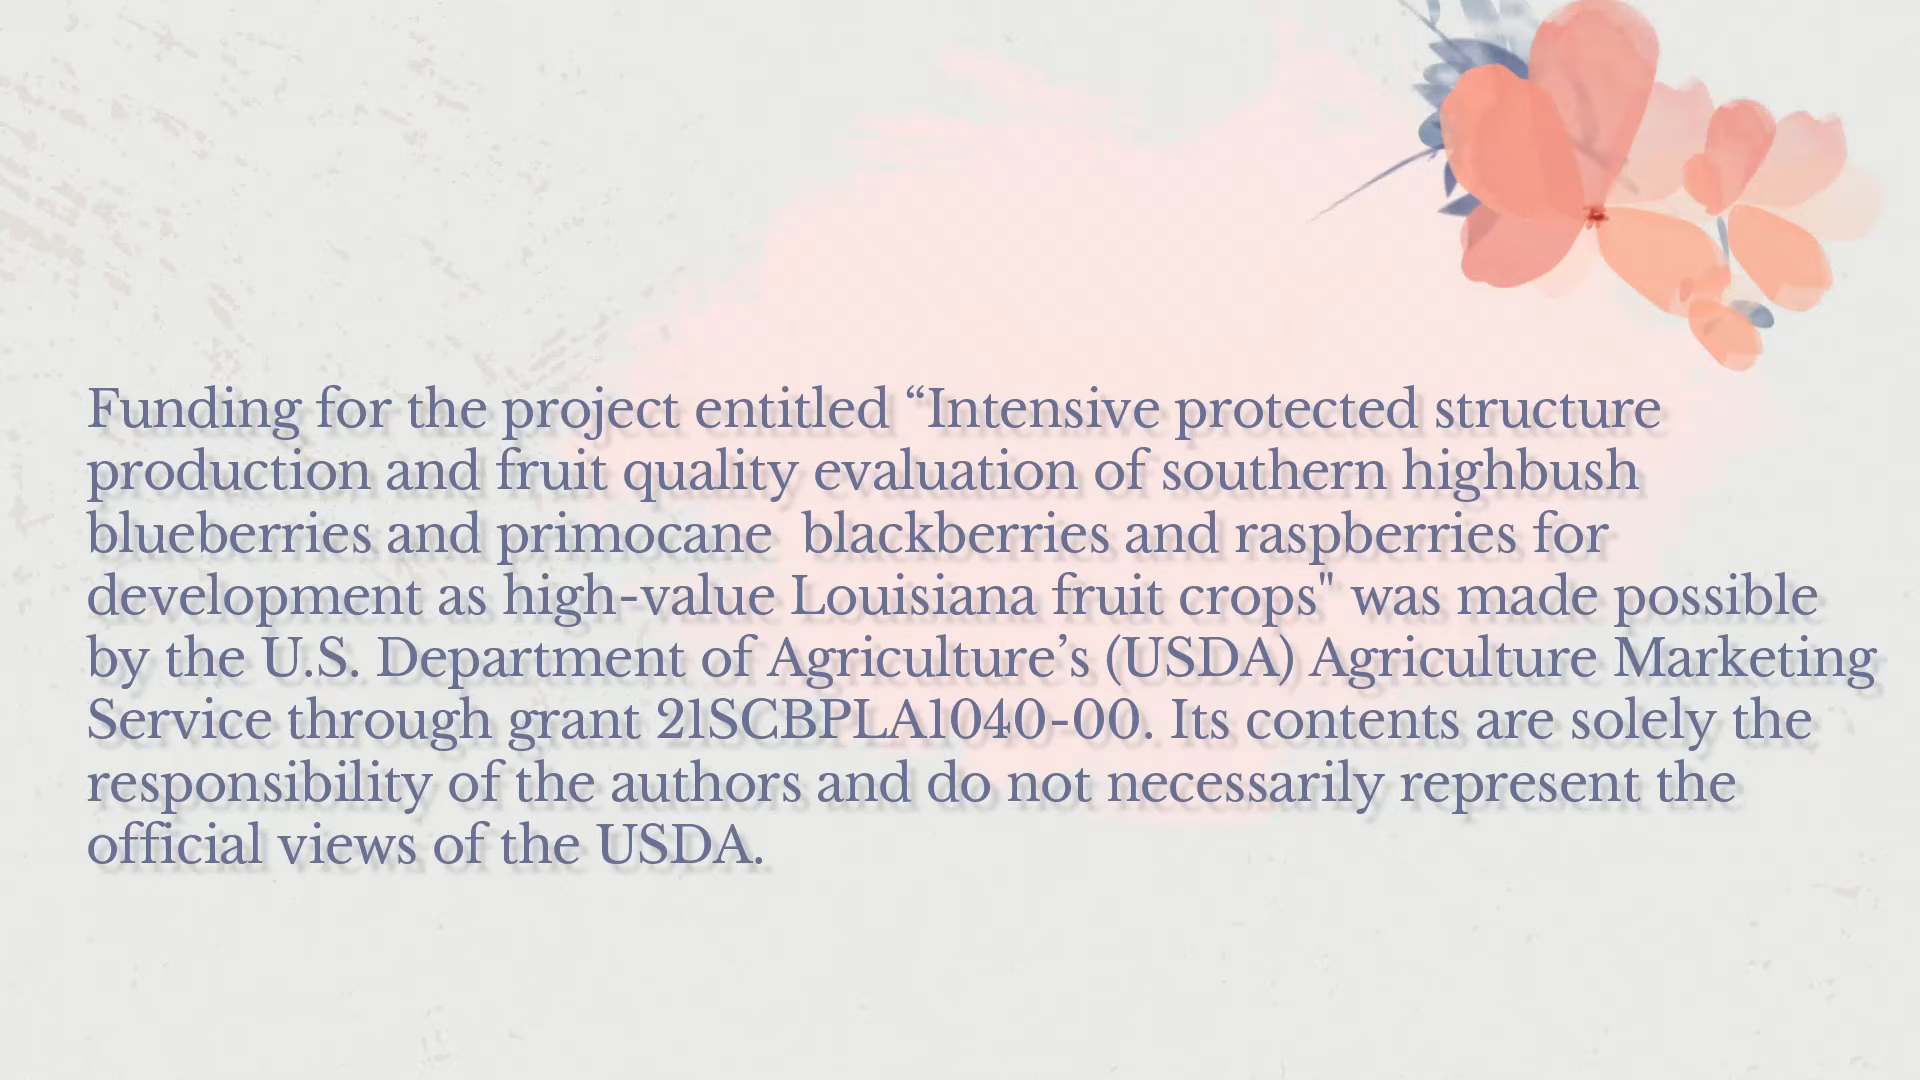 Funding for the project entitled “Intensive protected structure
production and fruit quality evaluation of southern highbush
blueberries and primocane  blackberries and raspberries for
development as high-value Louisiana fruit crops" was made possible
by the U.S. Department of Agriculture’s (USDA) Agriculture Marketing
Service through grant 21SCBPLA1040-00. Its contents are solely the
responsibility of the authors and do not necessarily represent the
official views of the USDA.